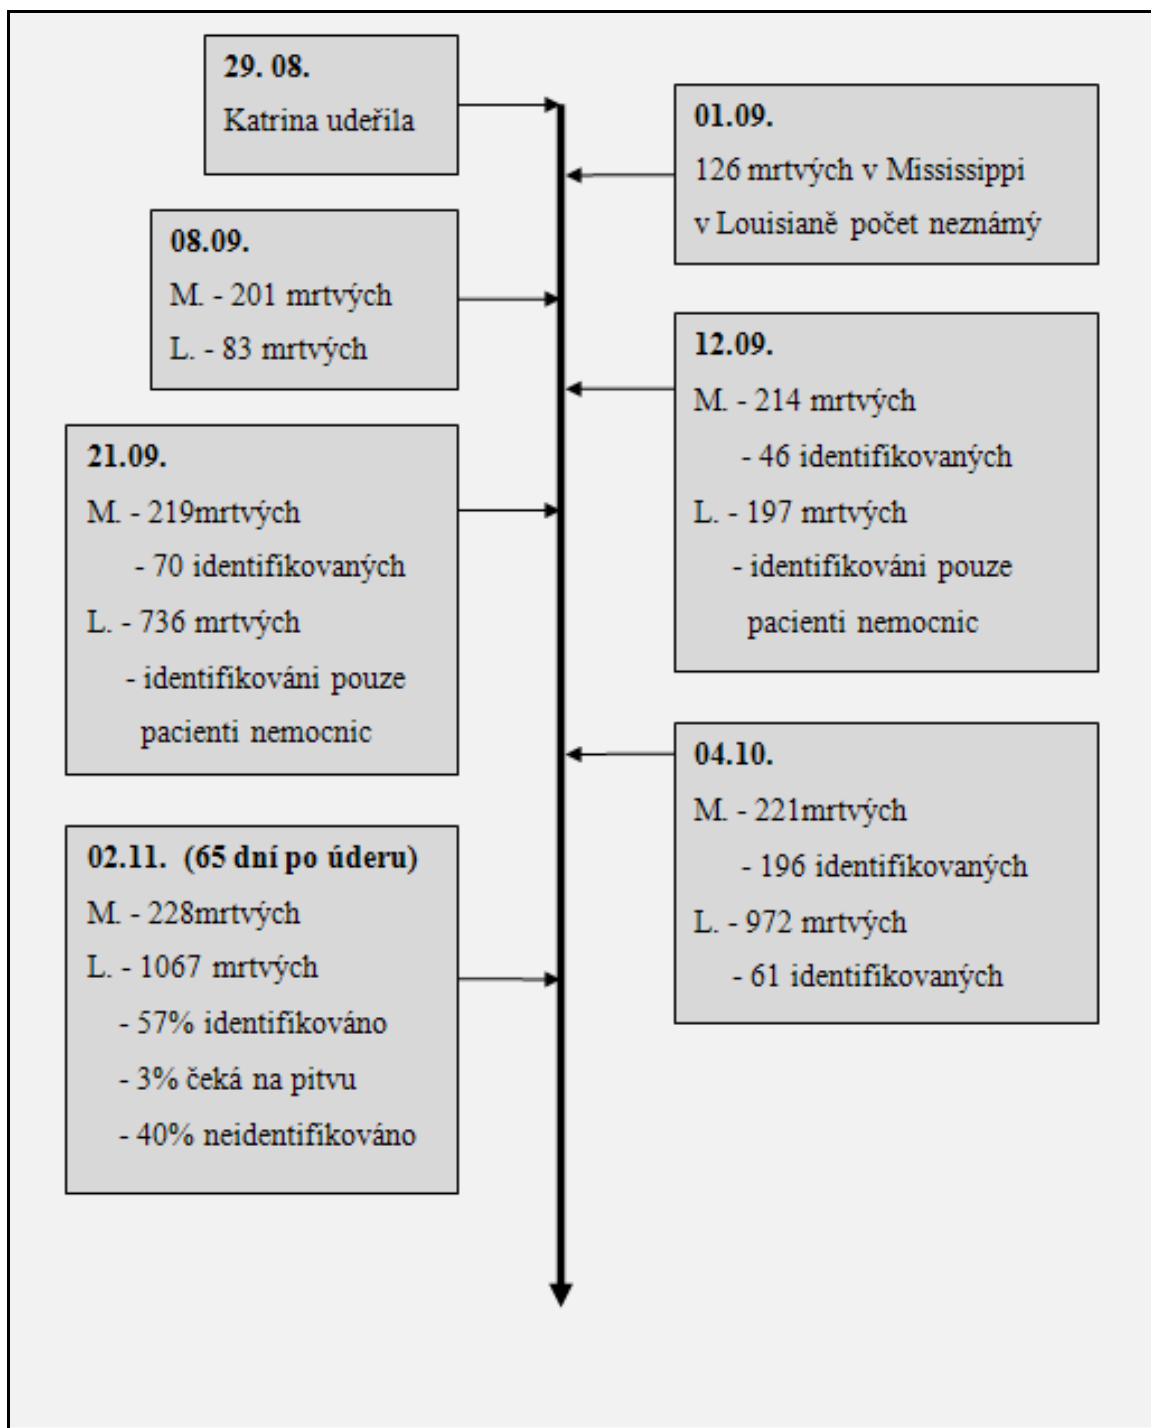 29. 08.
Katrina udeřila
01.09.
126 mrtvých v Mississippi
v Louisianě počet neznámý
08.09.
M. - 201 mrtvých
L. - 83 mrtvých
12.09.
M. - 214 mrtvých
- 46 identifikovaných
L. - 197 mrtvých
- identifikováni pouze
pacienti nemocnic
21.09.
M. - 219mrtvých
- 70 identifikovaných
L. - 736 mrtvých
- identifikováni pouze
pacienti nemocnic
04.10.
M. - 221mrtvých
- 196 identifikovaných
L. - 972 mrtvých
- 61 identifikovaných
02.11. (65 dní po úderu)
M. - 228mrtvých
L. - 1067 mrtvých
- 57% identifikováno
- 3% čeká na pitvu
- 40% neidentifikováno